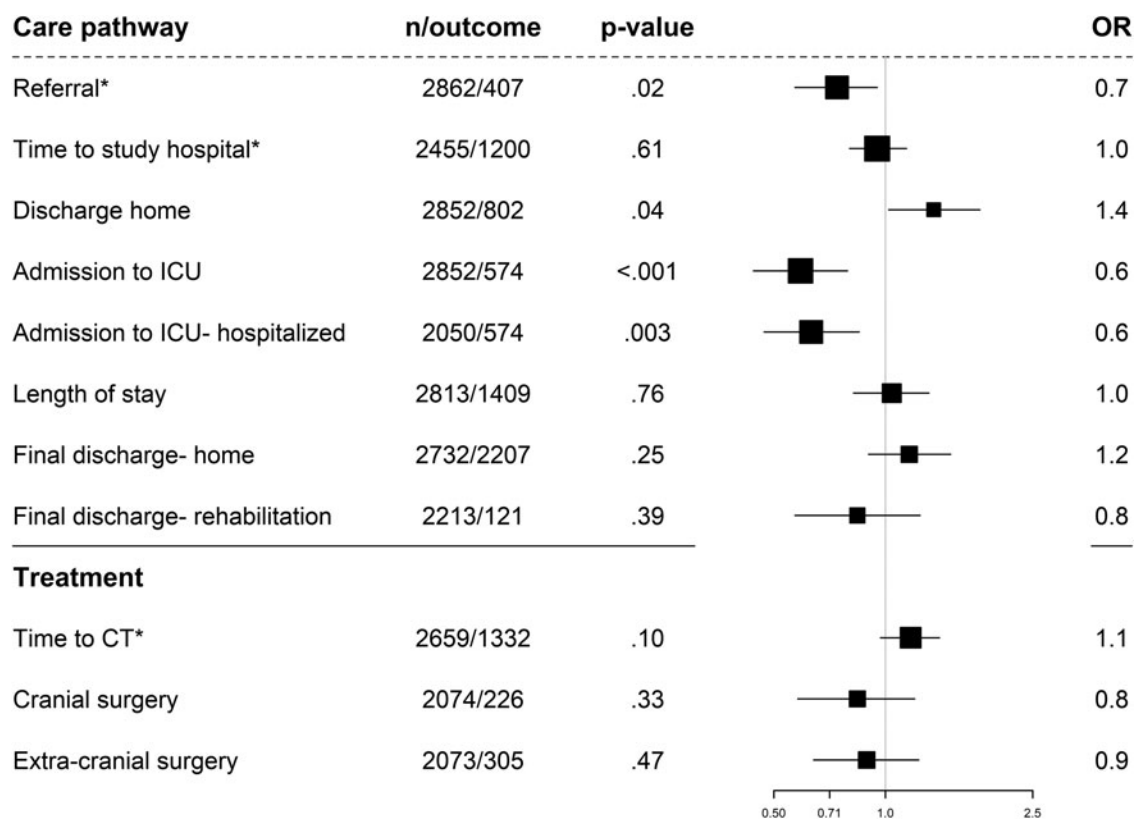 Care pathway n/outcome p-value OR
Referral* 2862/407 .02 0.7
Time to study hospital* 2455/1200 .61 1.0
Discharge home 2852/802 .04 1.4
Admission to ICU 2852/574 <.001 0.6
Admission to ICU- hospitalized 2050/574 .003 0.6
Length of stay 2813/1409 .76 1.0
Final discharge- home 2732/2207 .25 1.2
Final discharge- rehabilitation 2213/121 .39 0.8
Treatment
Time to CT* 2659/1332 .10 1.1
Cranial surgery 2074/226 .33 0.8
Extra-cranial surgery 2073/305 .47 0.9
0.50 0.71 1.0 2.5